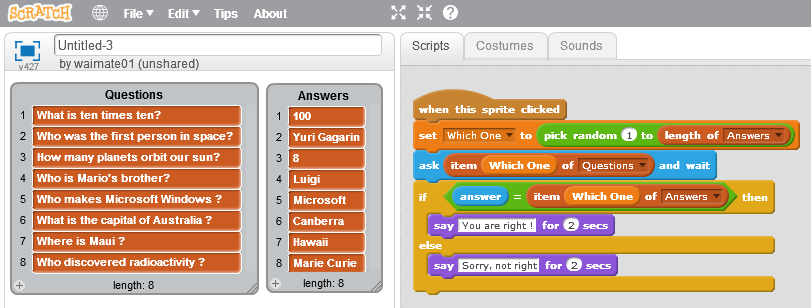 SCRATCH File Edit Tips About
Untitled-3
v427 by waimate01 (unshared)
Questions
1 What is ten times ten?
2 Who was the first person in space?
3 How many planets orbit our sun?
4 Who is Mario's brother?
5 Who makes Microsoft Windows ?
6 What is the capital of Australia ?
7 Where is Maui ?
8 Who discovered radioactivity ?
+ length: 8
Answers
1 100
2 Yuri Gagarin
3 8
4 Luigi
5 Microsoft
6 Canberra
7 Hawaii
8 Marie Curie
+ length: 8
Scripts Costumes Sounds
when this sprite clicked
set Which One to pick random 1 to length of Answers
ask item Which One of Questions and wait
if answer = item Which One of Answers then
say You are right ! for 2 secs
else
say Sorry, not right for 2 secs